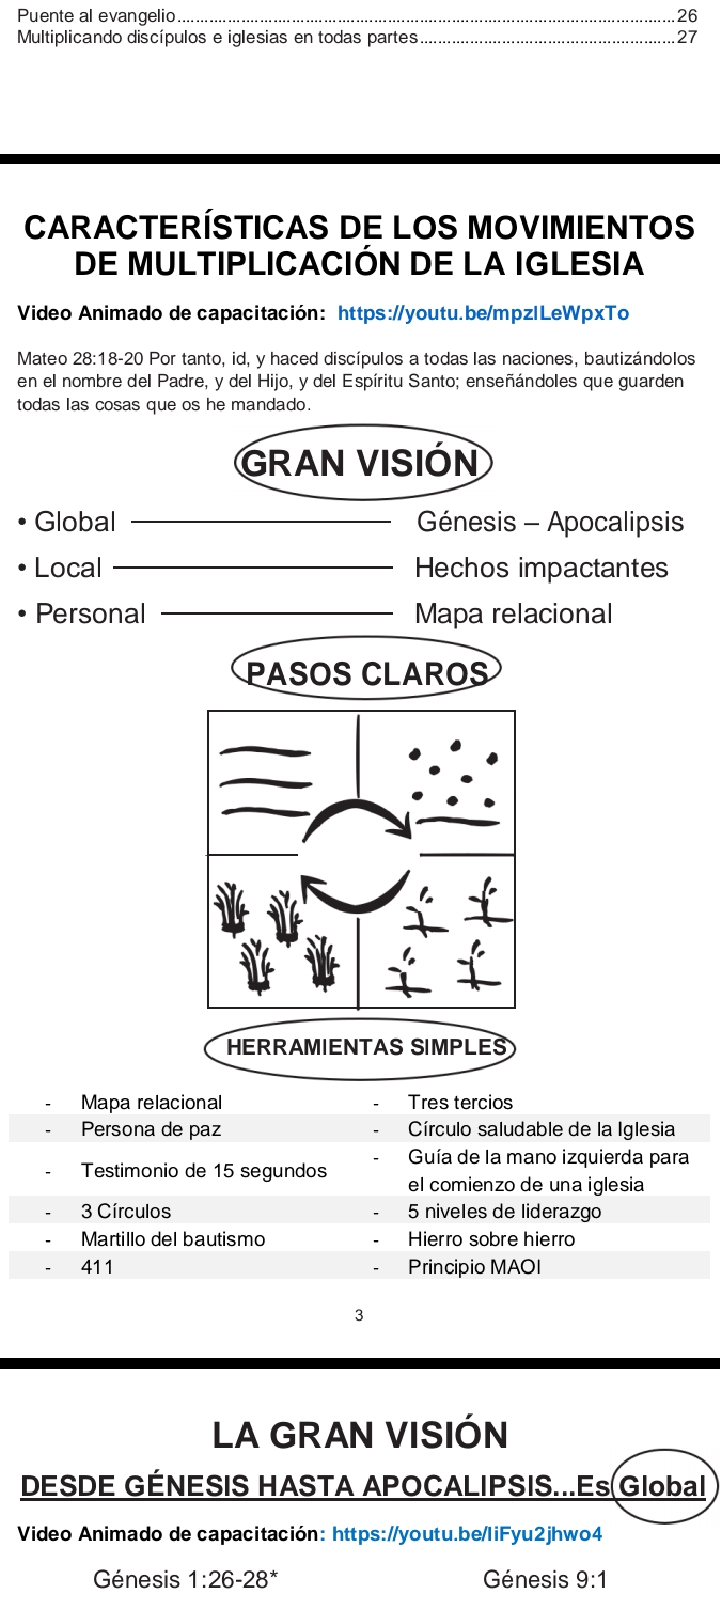 Puente al evangelio.....26
Multiplicando discípulos e iglesias en todas partes.....27
CARACTERÍSTICAS DE LOS MOVIMIENTOS
DE MULTIPLICACIÓN DE LA IGLESIA
Video Animado de capacitación: https://youtu.be/mpzlLeWpxTo
Mateo 28:18-20 Por tanto, id, y haced discípulos a todas las naciones, bautizándolos
en el nombre del Padre, y del Hijo, y del Espíritu Santo; enseñándoles que guarden
todas las cosas que os he mandado.
GRAN VISIÓN
• Global Génesis – Apocalipsis
• Local Hechos impactantes
• Personal Mapa relacional
PASOS CLAROS
HERRAMIENTAS SIMPLES
- Mapa relacional - Tres tercios
- Persona de paz - Círculo saludable de la Iglesia
- Testimonio de 15 segundos - Guía de la mano izquierda para
el comienzo de una iglesia
- 3 Círculos - 5 niveles de liderazgo
- Martillo del bautismo - Hierro sobre hierro
- 411 - Principio MAOI
3
LA GRAN VISIÓN
DESDE GÉNESIS HASTA APOCALIPSIS...Es Global
Video Animado de capacitación: https://youtu.be/IiFyu2jhwo4
Génesis 1:26-28* Génesis 9:1